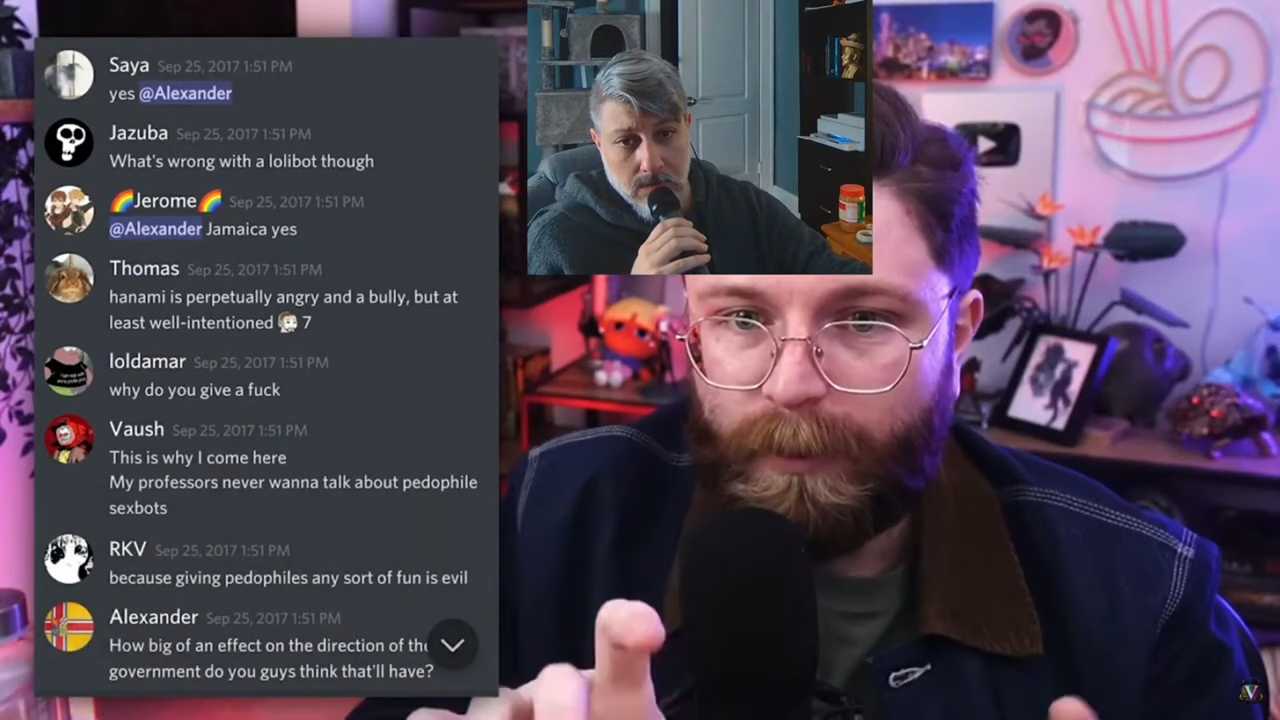 Saya Sep 25, 2017 1:51 PM
yes @Alexander
Jazuba Sep 25, 2017 1:51 PM
What's wrong with a lolibot though
🌈Jerome🌈 Sep 25, 2017 1:51 PM
@Alexander Jamaica yes
Thomas Sep 25, 2017 1:51 PM
hanami is perpetually angry and a bully, but at
least well-intentioned 7
loldamar Sep 25, 2017 1:51 PM
why do you give a fuck
Vaush Sep 25, 2017 1:51 PM
This is why I come here
My professors never wanna talk about pedophile
sexbots
RKV Sep 25, 2017 1:51 PM
because giving pedophiles any sort of fun is evil
Alexander Sep 25, 2017 1:51 PM
How big of an effect on the direction of the
government do you guys think that'll have?
V